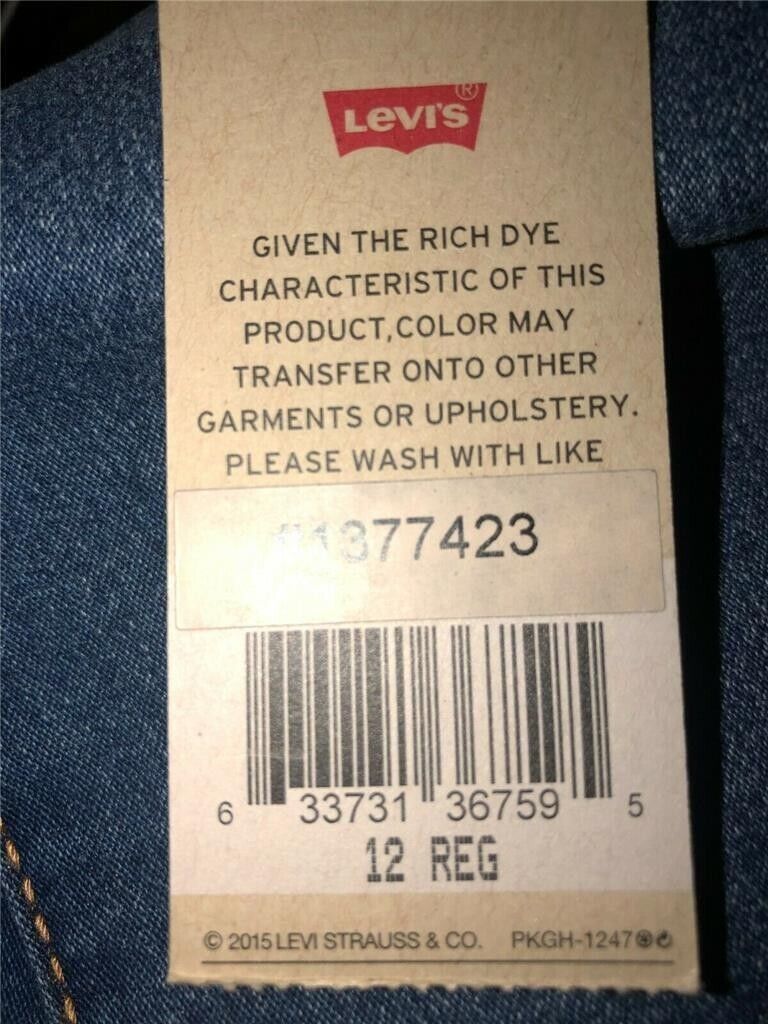 LEVI'S®
GIVEN THE RICH DYE
CHARACTERISTIC OF THIS
PRODUCT,COLOR MAY
TRANSFER ONTO OTHER
GARMENTS OR UPHOLSTERY.
PLEASE WASH WITH LIKE
#1377423
6 33731 36759 5
12 REG
© 2015 LEVI STRAUSS & CO. PKGH-1247